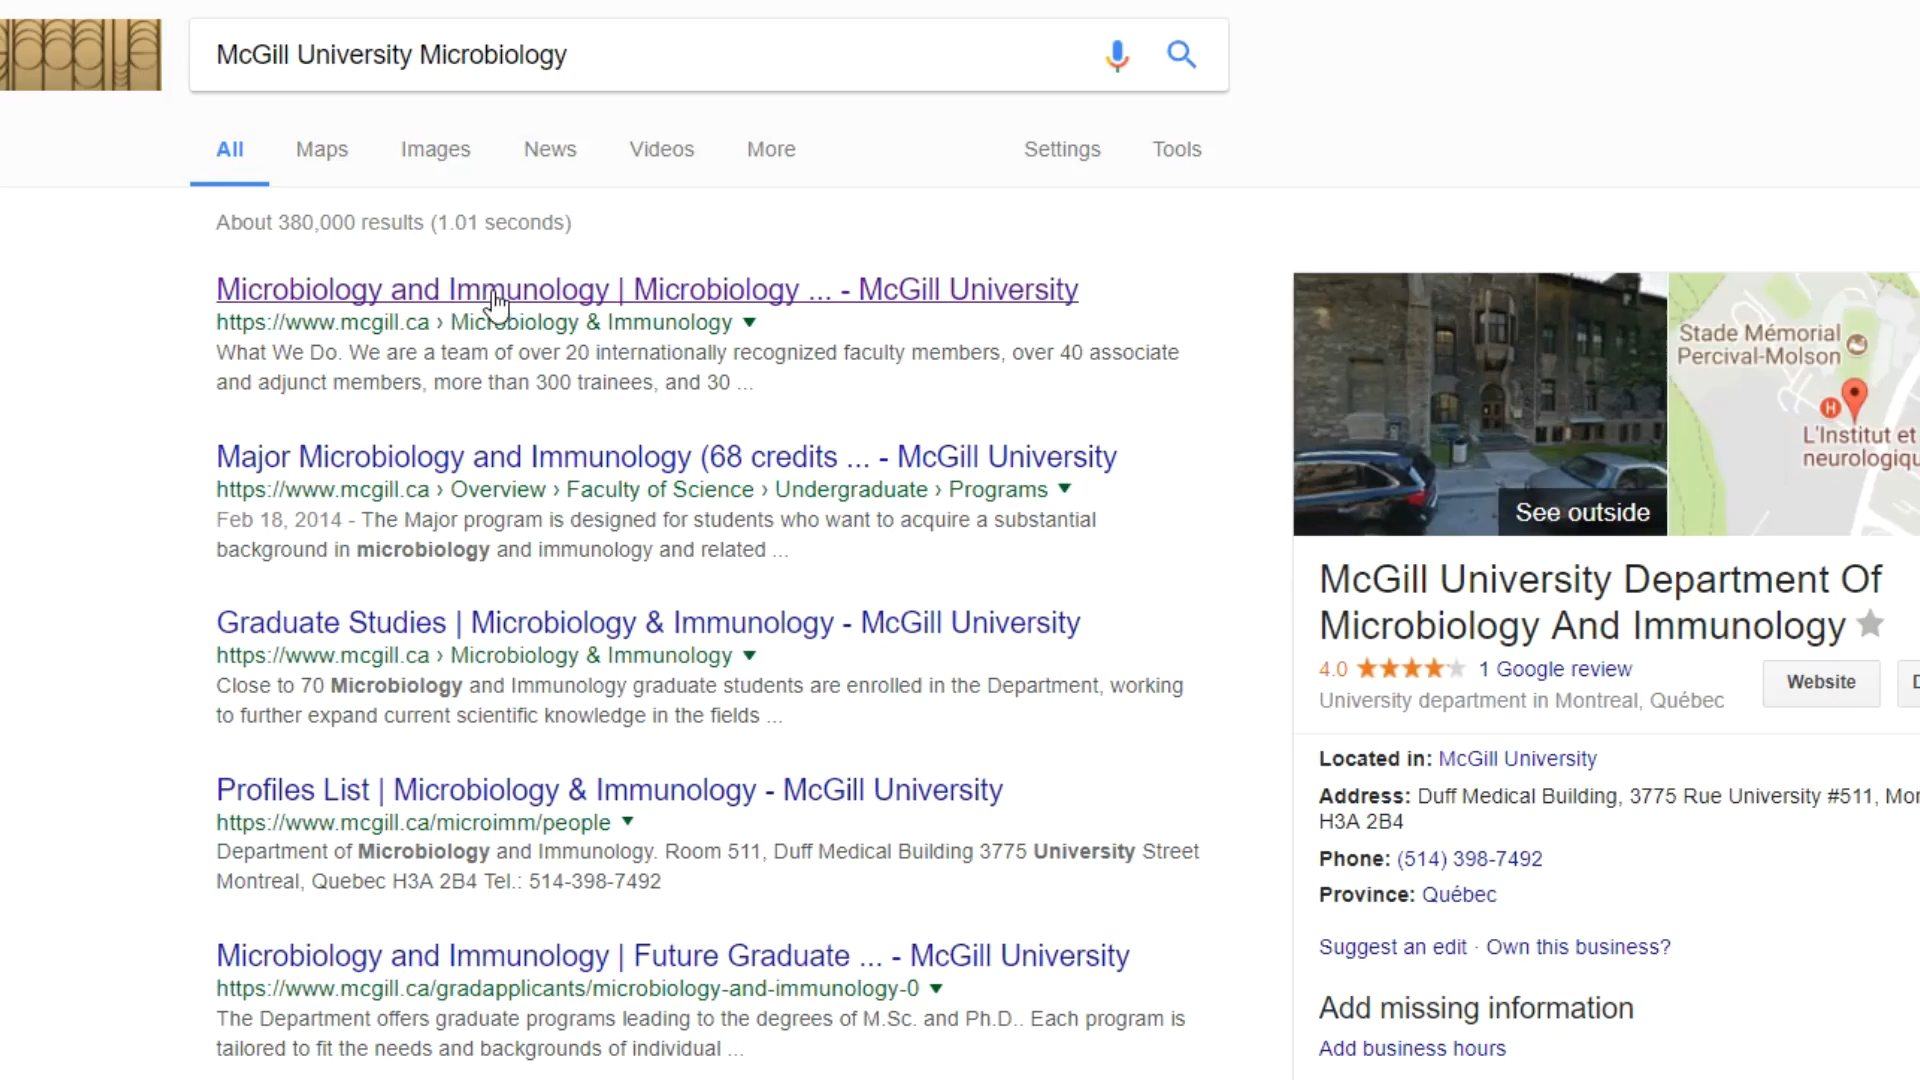 McGill University Microbiology
All Maps Images News Videos More Settings Tools
About 380,000 results (1.01 seconds)
Microbiology and Immunology | Microbiology ... - McGill University
https://www.mcgill.ca › Microbiology & Immunology
What We Do. We are a team of over 20 internationally recognized faculty members, over 40 associate
and adjunct members, more than 300 trainees, and 30 ...
Major Microbiology and Immunology (68 credits ... - McGill University
https://www.mcgill.ca › Overview › Faculty of Science › Undergraduate › Programs
Feb 18, 2014 - The Major program is designed for students who want to acquire a substantial
background in microbiology and immunology and related ...
Graduate Studies | Microbiology & Immunology - McGill University
https://www.mcgill.ca › Microbiology & Immunology
Close to 70 Microbiology and Immunology graduate students are enrolled in the Department, working
to further expand current scientific knowledge in the fields ...
Profiles List | Microbiology & Immunology - McGill University
https://www.mcgill.ca/microimm/people
Department of Microbiology and Immunology. Room 511, Duff Medical Building 3775 University Street
Montreal, Quebec H3A 2B4 Tel.: 514-398-7492
Microbiology and Immunology | Future Graduate ... - McGill University
https://www.mcgill.ca/gradapplicants/microbiology-and-immunology-0
The Department offers graduate programs leading to the degrees of M.Sc. and Ph.D.. Each program is
tailored to fit the needs and backgrounds of individual ...
Stade Mémorial
Percival-Molson
H
L'Institut et
neurologiqu
See outside
McGill University Department Of
Microbiology And Immunology
4.0 1 Google review
University department in Montreal, Québec
Website
Located in: McGill University
Address: Duff Medical Building, 3775 Rue University #511, Mon
H3A 2B4
Phone: (514) 398-7492
Province: Québec
Suggest an edit · Own this business?
Add missing information
Add business hours